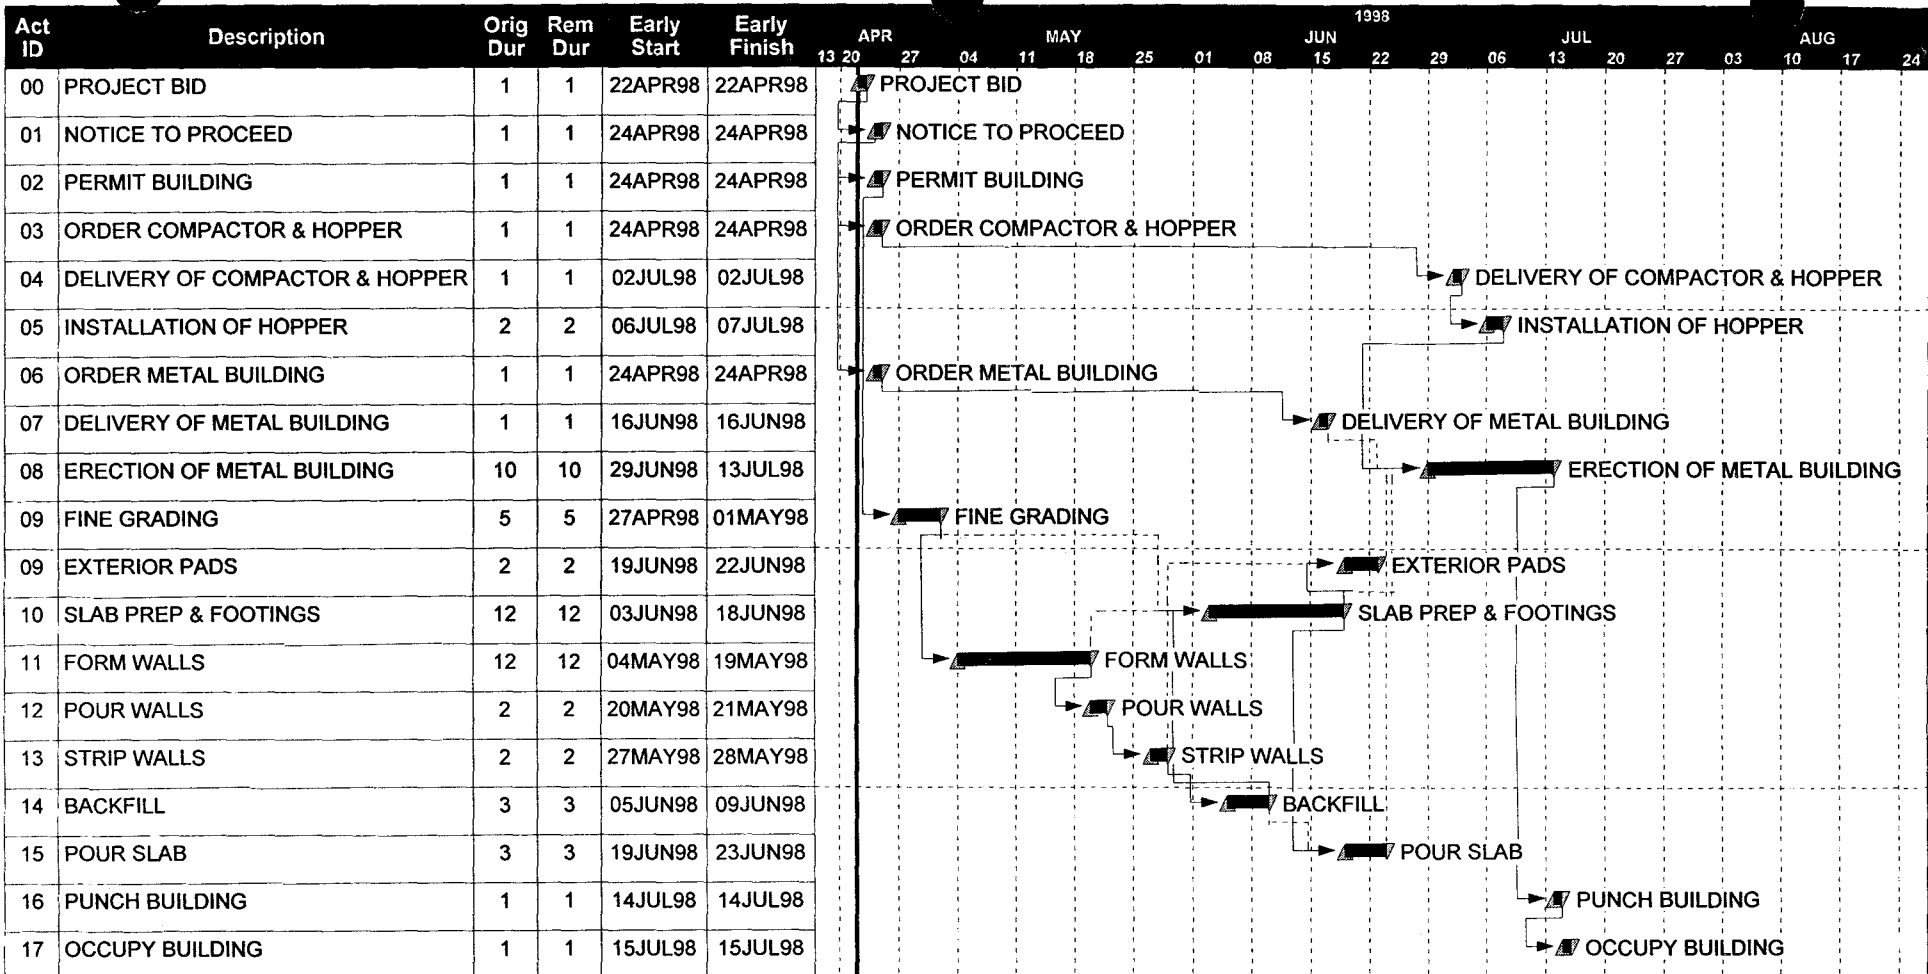 Act ID Description Orig Dur Rem Dur Early Start Early Finish
1998
APR MAY JUN JUL AUG
13 20 27 04 11 18 25 01 08 15 22 29 06 13 20 27 03 10 17 24
00 PROJECT BID 1 1 22APR98 22APR98 PROJECT BID
01 NOTICE TO PROCEED 1 1 24APR98 24APR98 NOTICE TO PROCEED
02 PERMIT BUILDING 1 1 24APR98 24APR98 PERMIT BUILDING
03 ORDER COMPACTOR & HOPPER 1 1 24APR98 24APR98 ORDER COMPACTOR & HOPPER
04 DELIVERY OF COMPACTOR & HOPPER 1 1 02JUL98 02JUL98 DELIVERY OF COMPACTOR & HOPPER
05 INSTALLATION OF HOPPER 2 2 06JUL98 07JUL98 INSTALLATION OF HOPPER
06 ORDER METAL BUILDING 1 1 24APR98 24APR98 ORDER METAL BUILDING
07 DELIVERY OF METAL BUILDING 1 1 16JUN98 16JUN98 DELIVERY OF METAL BUILDING
08 ERECTION OF METAL BUILDING 10 10 29JUN98 13JUL98 ERECTION OF METAL BUILDING
09 FINE GRADING 5 5 27APR98 01MAY98 FINE GRADING
09 EXTERIOR PADS 2 2 19JUN98 22JUN98 EXTERIOR PADS
10 SLAB PREP & FOOTINGS 12 12 03JUN98 18JUN98 SLAB PREP & FOOTINGS
11 FORM WALLS 12 12 04MAY98 19MAY98 FORM WALLS
12 POUR WALLS 2 2 20MAY98 21MAY98 POUR WALLS
13 STRIP WALLS 2 2 27MAY98 28MAY98 STRIP WALLS
14 BACKFILL 3 3 05JUN98 09JUN98 BACKFILL
15 POUR SLAB 3 3 19JUN98 23JUN98 POUR SLAB
16 PUNCH BUILDING 1 1 14JUL98 14JUL98 PUNCH BUILDING
17 OCCUPY BUILDING 1 1 15JUL98 15JUL98 OCCUPY BUILDING